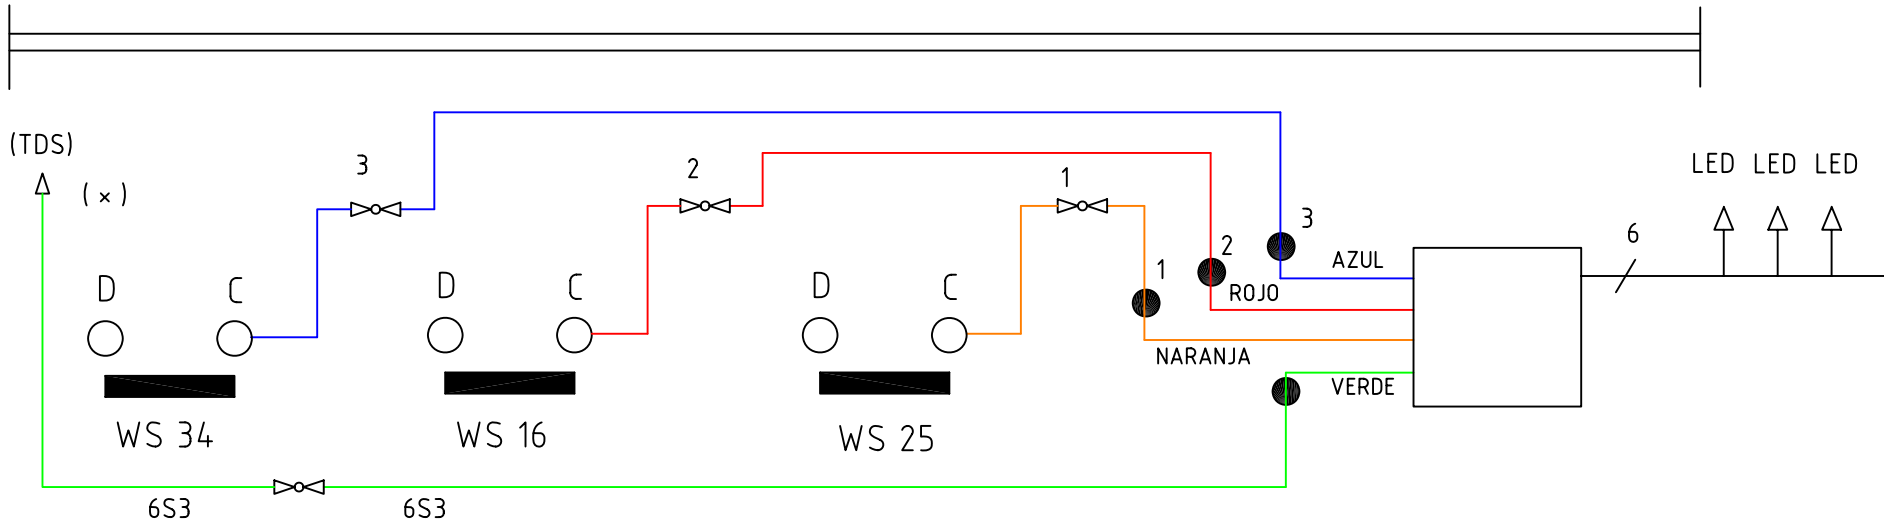 (TDS)
(×)
3
2
1
3
2
1
LED LED LED
6
AZUL
ROJO
NARANJA
VERDE
D C
D C
D C
WS 34
WS 16
WS 25
6S3
6S3